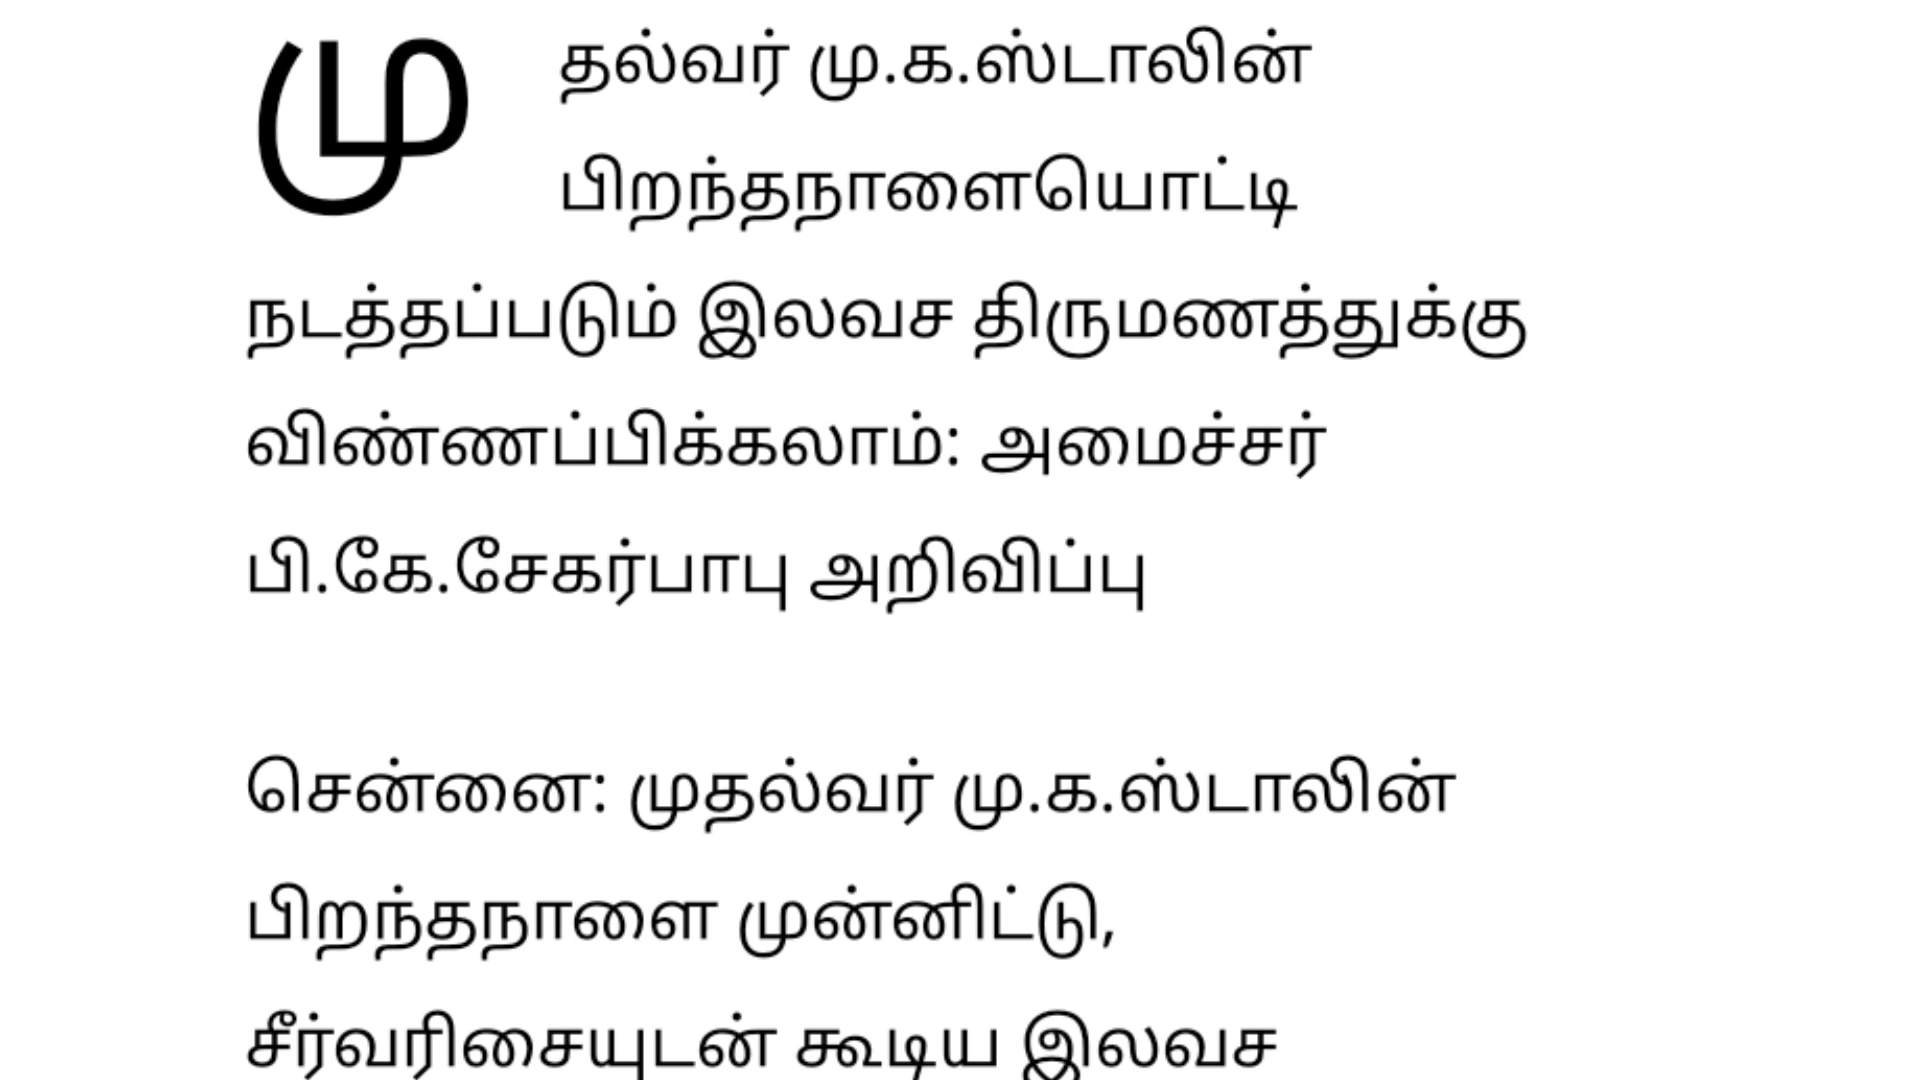 முதல்வர் மு.க.ஸ்டாலின்
பிறந்தநாளையொட்டி
நடத்தப்படும் இலவச திருமணத்துக்கு
விண்ணப்பிக்கலாம்: அமைச்சர்
பி.கே.சேகர்பாபு அறிவிப்பு
சென்னை: முதல்வர் மு.க.ஸ்டாலின்
பிறந்தநாளை முன்னிட்டு,
சீர்வரிசையுடன் கூடிய இலவச